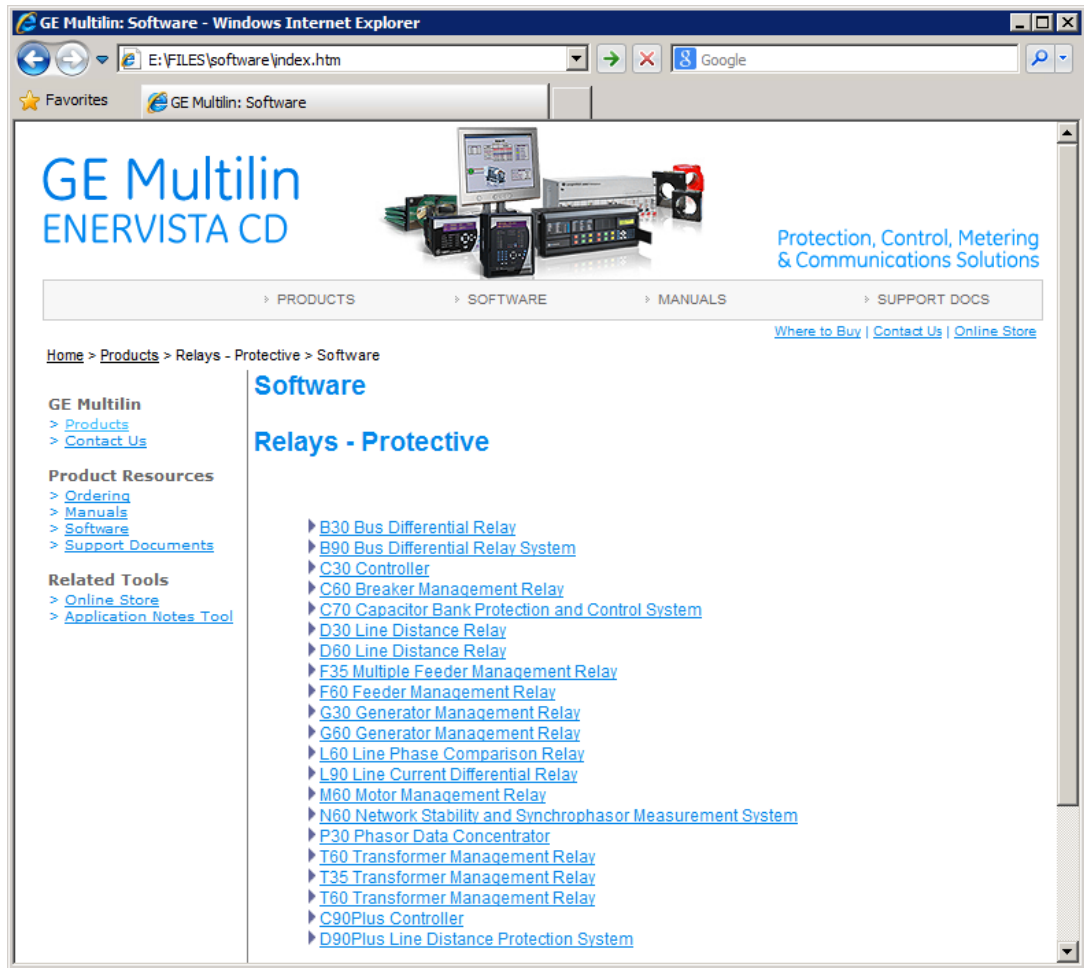 GE Multilin: Software - Windows Internet Explorer
E:\FILES\software\index.htm
Google
Favorites
GE Multilin: Software
GE Multilin
ENERVISTA CD
Protection, Control, Metering
& Communications Solutions
PRODUCTS
SOFTWARE
MANUALS
SUPPORT DOCS
Where to Buy | Contact Us | Online Store
Home > Products > Relays - Protective > Software
GE Multilin
> Products
> Contact Us
Product Resources
> Ordering
> Manuals
> Software
> Support Documents
Related Tools
> Online Store
> Application Notes Tool
Software
Relays - Protective
B30 Bus Differential Relay
B90 Bus Differential Relay System
C30 Controller
C60 Breaker Management Relay
C70 Capacitor Bank Protection and Control System
D30 Line Distance Relay
D60 Line Distance Relay
F35 Multiple Feeder Management Relay
F60 Feeder Management Relay
G30 Generator Management Relay
G60 Generator Management Relay
L60 Line Phase Comparison Relay
L90 Line Current Differential Relay
M60 Motor Management Relay
N60 Network Stability and Synchrophasor Measurement System
P30 Phasor Data Concentrator
T60 Transformer Management Relay
T35 Transformer Management Relay
T60 Transformer Management Relay
C90Plus Controller
D90Plus Line Distance Protection System